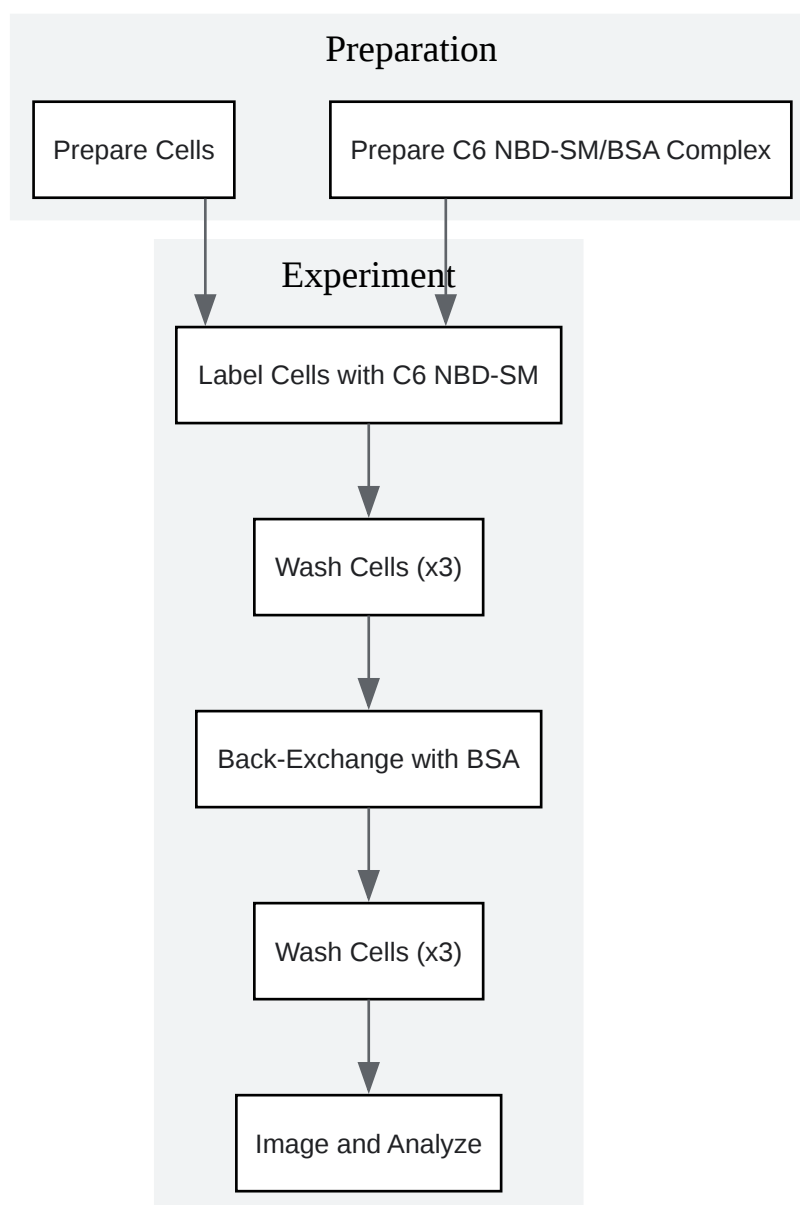 Preparation
Prepare Cells
Prepare C6 NBD-SM/BSA Complex
Experiment
Label Cells with C6 NBD-SM
Wash Cells (x3)
Back-Exchange with BSA
Wash Cells (x3)
Image and Analyze